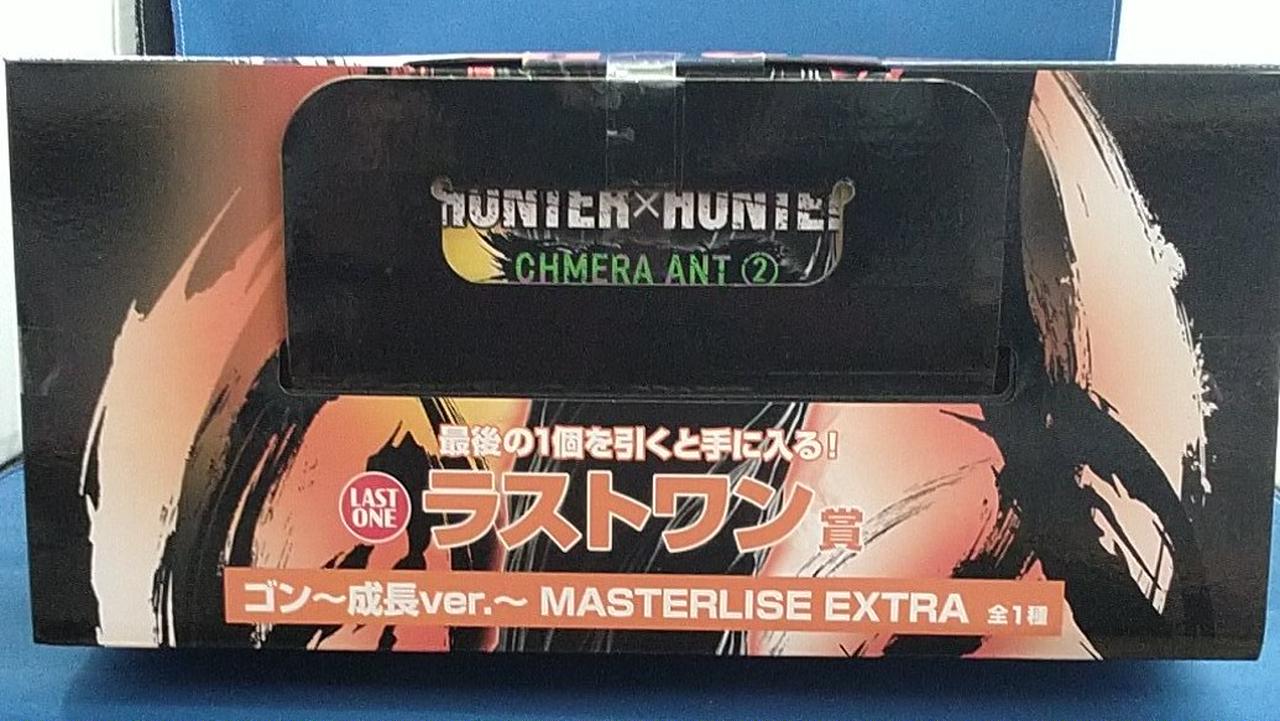 HUNTER×HUNTER
CHMERA ANT ②
最後の1個を引くと手に入る!
LAST
ONE
ラストワン賞
ゴン〜成長ver.〜 MASTERLISE EXTRA 全1種